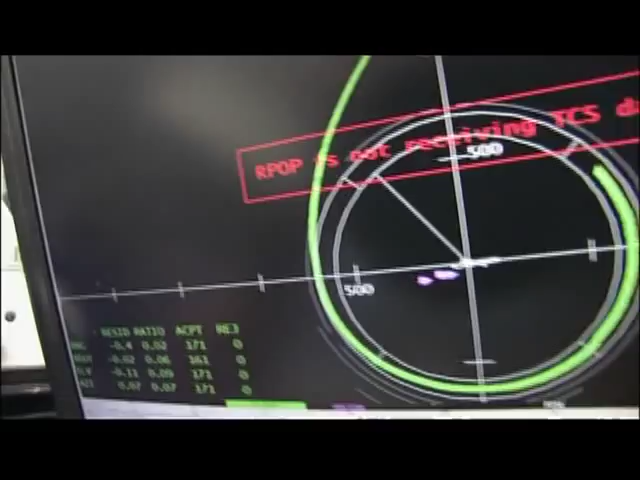 RPOP is not receiving TCS
500
500
RESID RATIO ACPT REJ
-0.4 0.02 171 0
-0.02 0.06 161 0
-0.11 0.09 171 0
0.07 0.07 171 0